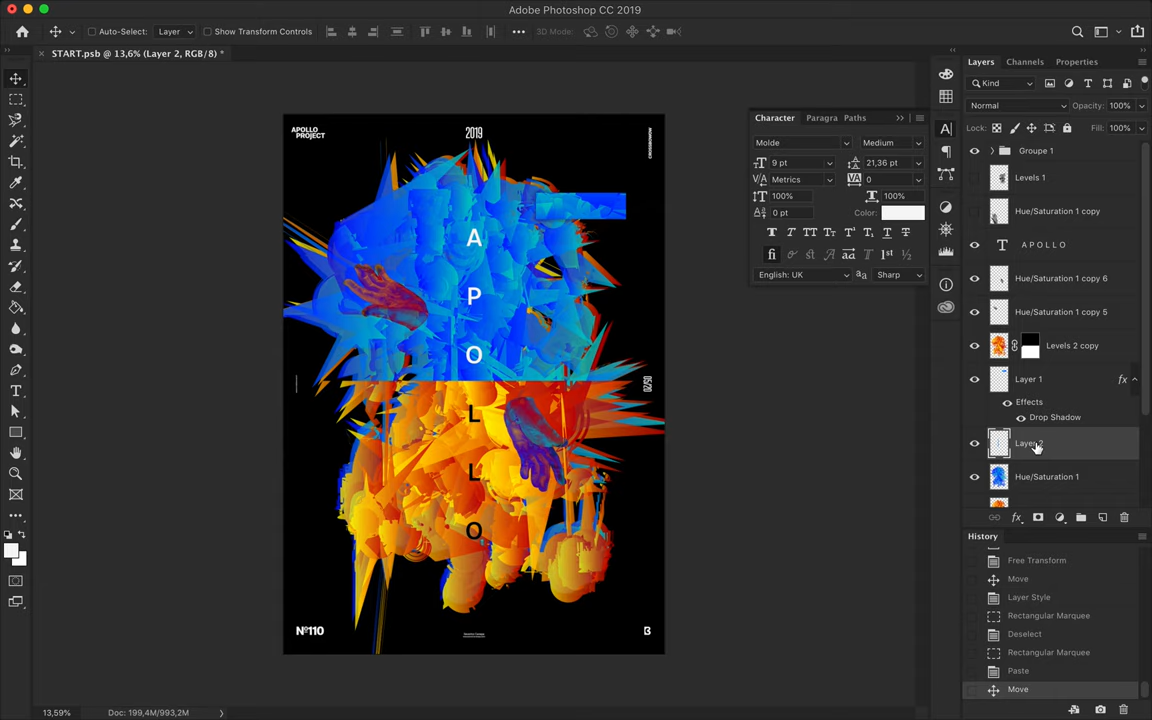 Adobe Photoshop CC 2019
Auto-Select: Layer Show Transform Controls 3D Mode:
START.psb @ 13,6% (Layer 2, RGB/8) *
APOLLO
PROJECT
2019
A
P
O
L
L
O
Nº110
Character Paragra Paths
Molde Medium
9 pt 21,36 pt
Metrics 0
100% 100%
0 pt Color:
English: UK Sharp
Layers Channels Properties
Kind
Normal Opacity: 100%
Lock: Fill: 100%
Groupe 1
Levels 1
Hue/Saturation 1 copy
A P O L L O
Hue/Saturation 1 copy 6
Hue/Saturation 1 copy 5
Levels 2 copy
Layer 1 fx
Effects
Drop Shadow
Layer 2
Hue/Saturation 1
History
Free Transform
Move
Layer Style
Rectangular Marquee
Deselect
Rectangular Marquee
Paste
Move
13,59% Doc: 199,4M/993,2M